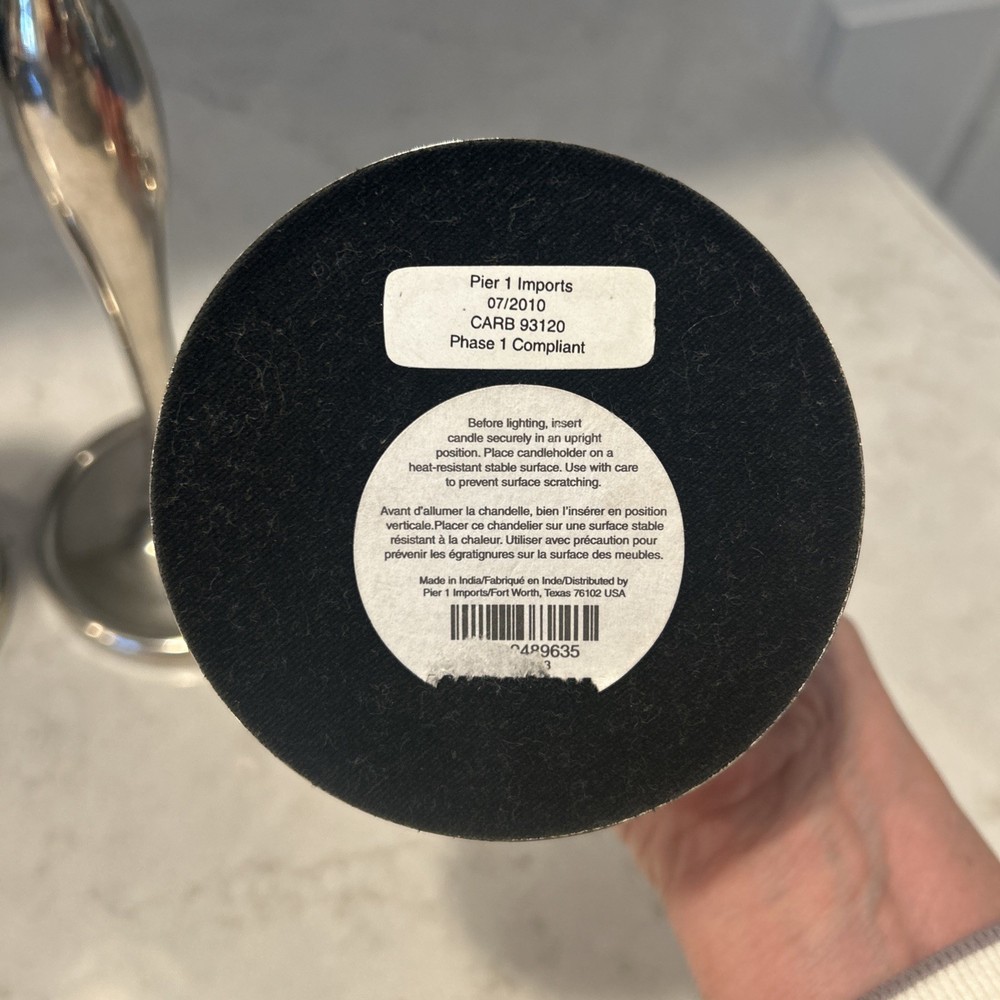 Pier 1 Imports
07/2010
CARB 93120
Phase 1 Compliant
Before lighting, insert
candle securely in an upright
position. Place candleholder on a
heat-resistant stable surface. Use with care
to prevent surface scratching.
Avant d'allumer la chandelle, bien l'insérer en position
verticale.Placer ce chandelier sur une surface stable
résistant à la chaleur. Utiliser avec précaution pour
prévenir les égratignures sur la surface des meubles.
Made in India/Fabriqué en Inde/Distributed by
Pier 1 Imports/Fort Worth, Texas 76102 USA
2489635
3